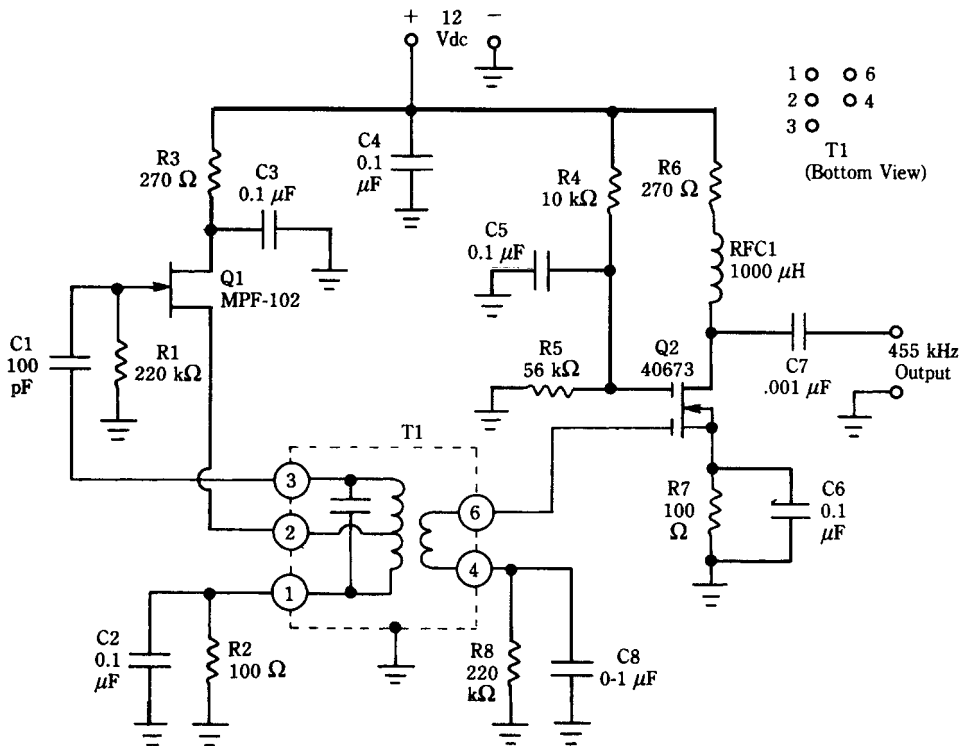 + 12 −
Vdc
1 6
2 4
3
T1
(Bottom View)
R3
270 Ω
C3
0.1 µF
C4
0.1
µF
R4
10 kΩ
R6
270 Ω
C5
0.1 µF
RFC1
1000 µH
Q1
MPF-102
C1
100
pF
R1
220 kΩ
R5
56 kΩ
Q2
40673
C7
.001 µF
455 kHz
Output
T1
3
2
1
6
4
R7
100
Ω
C6
0.1
µF
C2
0.1
µF
R2
100 Ω
R8
220
kΩ
C8
0-1 µF